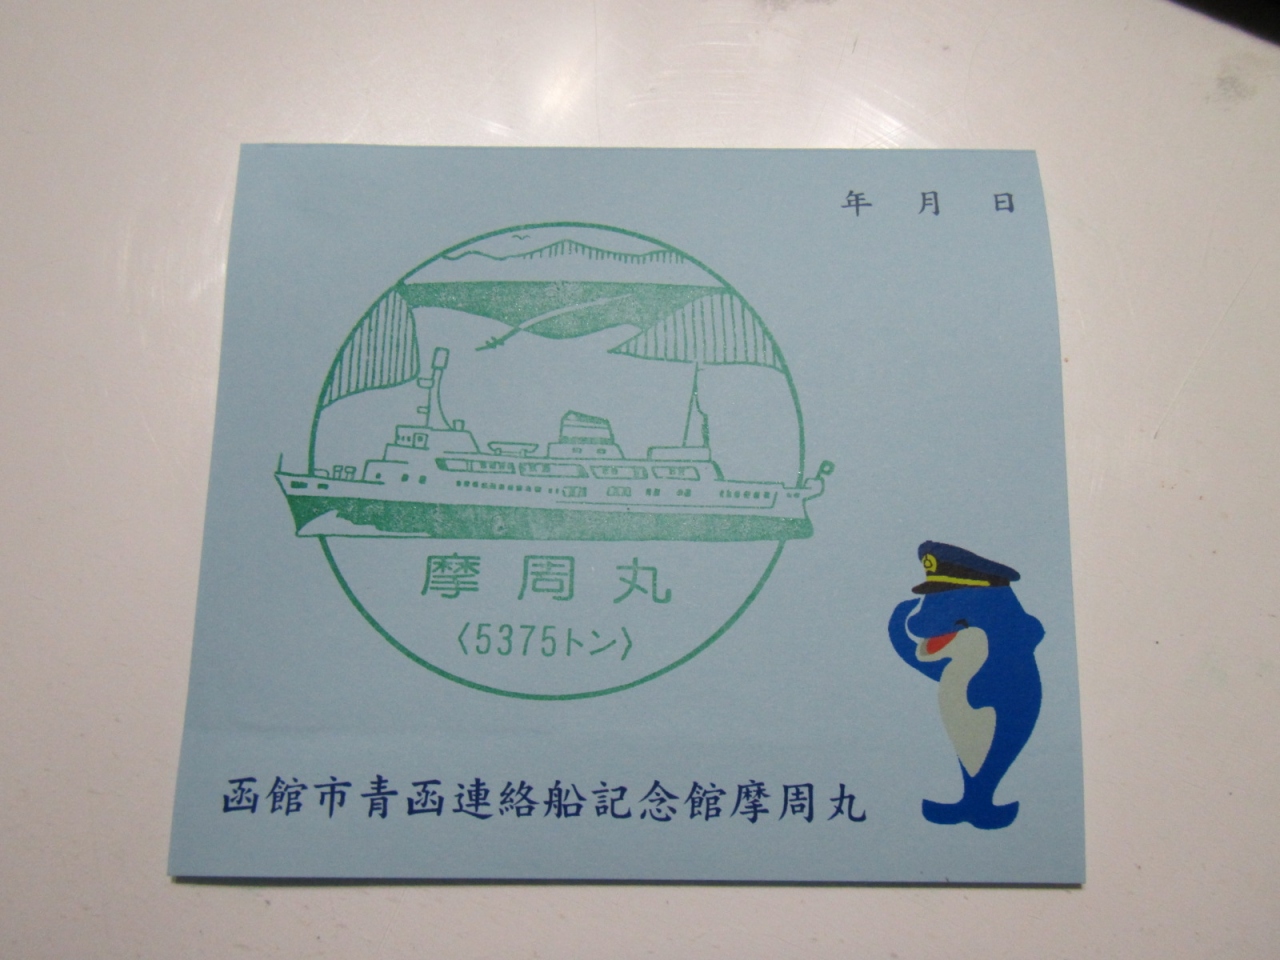 年 月 日
摩周丸
〈5375トン〉
函館市青函連絡船記念館摩周丸